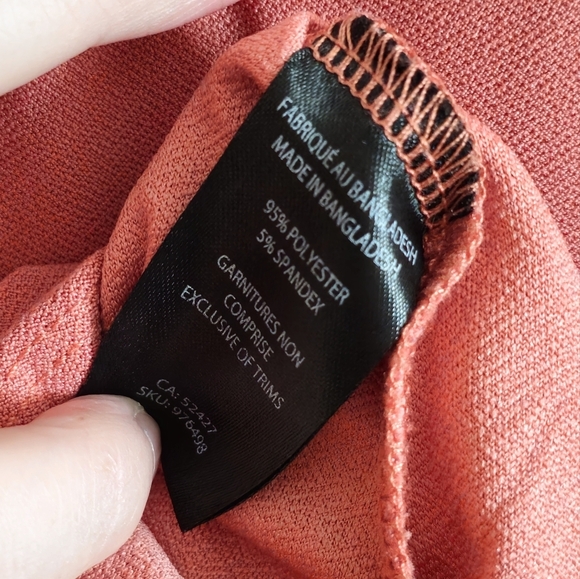 FABRIQUÉ AU BANGLADESH
MADE IN BANGLADESH
95% POLYESTER
5% SPANDEX
GARNITURES NON
COMPRISE
EXCLUSIVE OF TRIMS
CA: 52427
SKU: 976498